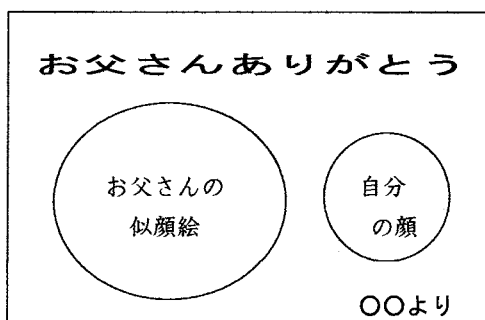 お父さんありがとう
お父さんの
似顔絵
自分
の顔
〇〇より